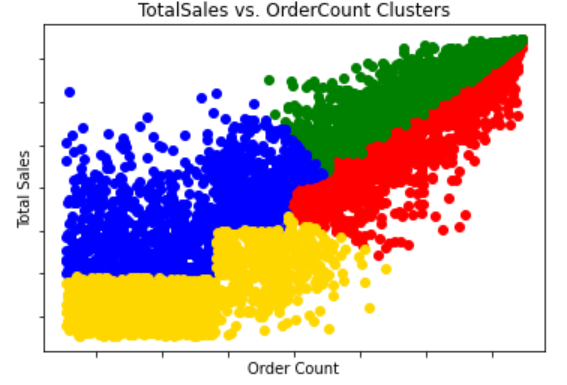 TotalSales vs. OrderCount Clusters
Total Sales
Order Count